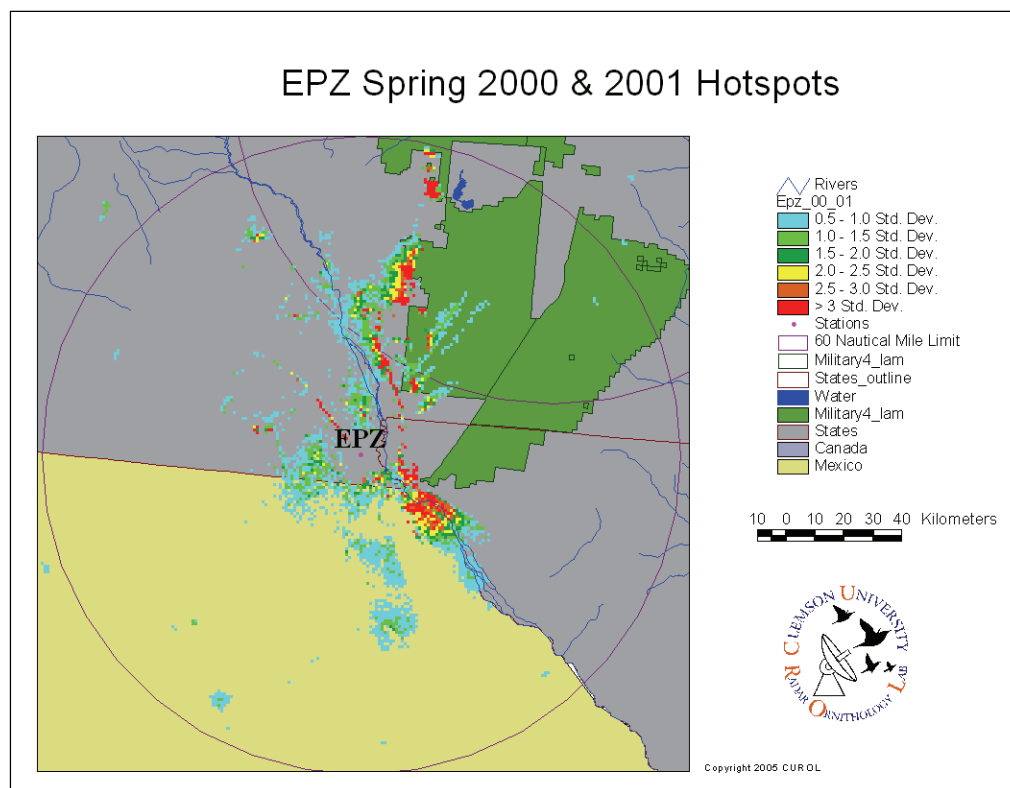 EPZ Spring 2000 & 2001 Hotspots
EPZ
Rivers
Epz_00_01
0.5 - 1.0 Std. Dev.
1.0 - 1.5 Std. Dev.
1.5 - 2.0 Std. Dev.
2.0 - 2.5 Std. Dev.
2.5 - 3.0 Std. Dev.
> 3 Std. Dev.
Stations
60 Nautical Mile Limit
Military4_lam
States_outline
Water
Military4_lam
States
Canada
Mexico
10 0 10 20 30 40 Kilometers
CLEMSON UNIVERSITY
RADAR ORNITHOLOGY LAB
Copyright 2005 CUROL